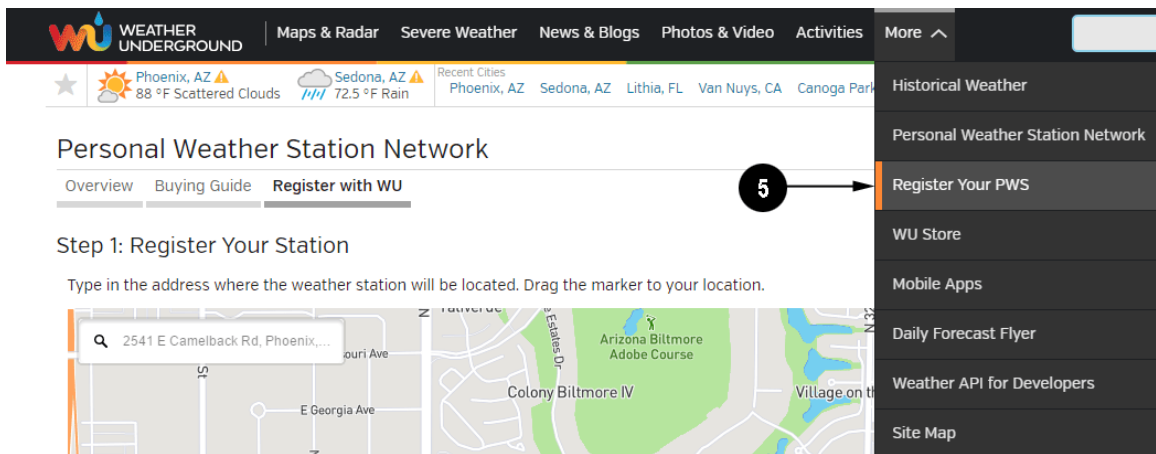 WEATHER
UNDERGROUND
Maps & Radar Severe Weather News & Blogs Photos & Video Activities More
Phoenix, AZ
88 °F Scattered Clouds
Sedona, AZ
72.5 °F Rain
Recent Cities
Phoenix, AZ Sedona, AZ Lithia, FL Van Nuys, CA Canoga Park
Historical Weather
Personal Weather Station Network
Register Your PWS
WU Store
Mobile Apps
Daily Forecast Flyer
Weather API for Developers
Site Map
5
Personal Weather Station Network
Overview Buying Guide Register with WU
Step 1: Register Your Station
Type in the address where the weather station will be located. Drag the marker to your location.
2541 E Camelback Rd, Phoenix,...
ouri Ave
St
E Georgia Ave
N
Estates Dr
Arizona Biltmore
Adobe Course
Colony Biltmore IV
Village on th
N 32
N